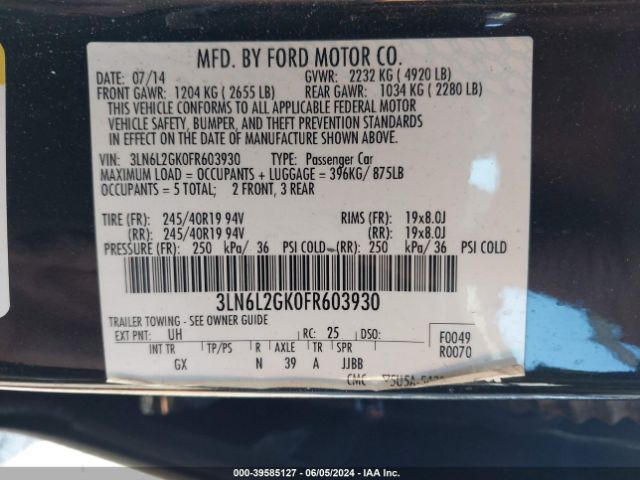 MFD. BY FORD MOTOR CO.
DATE: 07/14 GVWR: 2232 KG ( 4920 LB)
FRONT GAWR: 1204 KG ( 2655 LB) REAR GAWR: 1034 KG ( 2280 LB)
THIS VEHICLE CONFORMS TO ALL APPLICABLE FEDERAL MOTOR
VEHICLE SAFETY, BUMPER, AND THEFT PREVENTION STANDARDS
IN EFFECT ON THE DATE OF MANUFACTURE SHOWN ABOVE.
VIN: 3LN6L2GK0FR603930 TYPE: Passenger Car
MAXIMUM LOAD = OCCUPANTS + LUGGAGE = 396KG/ 875LB
OCCUPANTS = 5 TOTAL; 2 FRONT, 3 REAR
TIRE (FR): 245/40R19 94V RIMS (FR): 19x8.0J
(RR): 245/40R19 94V (RR): 19x8.0J
PRESSURE (FR): 250 kPa/ 36 PSI COLD (RR): 250 kPa/ 36 PSI COLD
3LN6L2GK0FR603930
TRAILER TOWING - SEE OWNER GUIDE
EXT PNT: UH RC: 25 DSO: F0049
INT TR TP/PS R AXLE TR SPR R0070
GX N 39 A JJBB
CMC
000-39585127 - 06/05/2024 - IAA Inc.